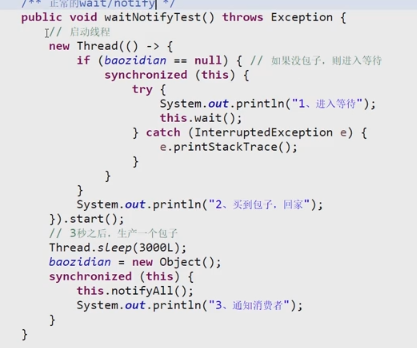 /** 正常的wait/notify */
public void waitNotifyTest() throws Exception {
// 启动线程
new Thread(() -> {
if (baozidian == null) { // 如果没包子，则进入等待
synchronized (this) {
try {
System.out.println("1、进入等待");
this.wait();
} catch (InterruptedException e) {
e.printStackTrace();
}
}
}
System.out.println("2、买到包子，回家");
}).start();
// 3秒之后，生产一个包子
Thread.sleep(3000L);
baozidian = new Object();
synchronized (this) {
this.notifyAll();
System.out.println("3、通知消费者");
}
}